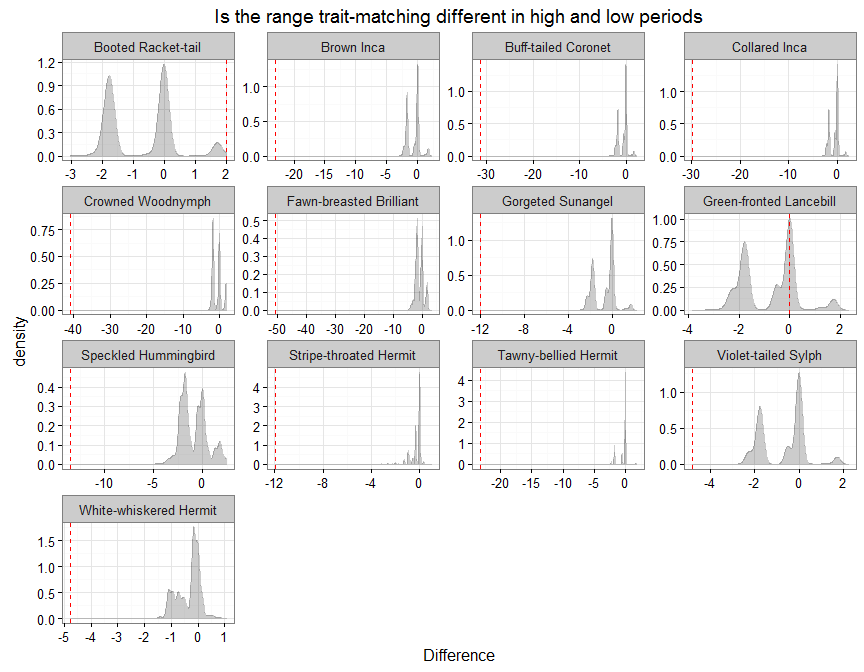 Is the range trait-matching different in high and low periods
Booted Racket-tail
Brown Inca
Buff-tailed Coronet
Collared Inca
1.2
0.9
0.6
0.3
0.0
1.0
0.5
0.0
1.0
0.5
0.0
1.0
0.5
0.0
-3 -2 -1 0 1 2
-20 -15 -10 -5 0
-30 -20 -10 0
-30 -20 -10 0
Crowned Woodnymph
Fawn-breasted Brilliant
Gorgeted Sunangel
Green-fronted Lancebill
0.75
0.50
0.25
0.00
0.5
0.4
0.3
0.2
0.1
0.0
1.0
0.5
0.0
1.00
0.75
0.50
0.25
0.00
-40 -30 -20 -10 0
-50 -40 -30 -20 -10 0
-12 -8 -4 0
-4 -2 0 2
density
Speckled Hummingbird
Stripe-throated Hermit
Tawny-bellied Hermit
Violet-tailed Sylph
0.4
0.3
0.2
0.1
0.0
4
3
2
1
0
4
3
2
1
0
1.0
0.5
0.0
-10 -5 0
-12 -8 -4 0
-20 -15 -10 -5 0
-4 -2 0 2
White-whiskered Hermit
1.5
1.0
0.5
0.0
-5 -4 -3 -2 -1 0 1
Difference